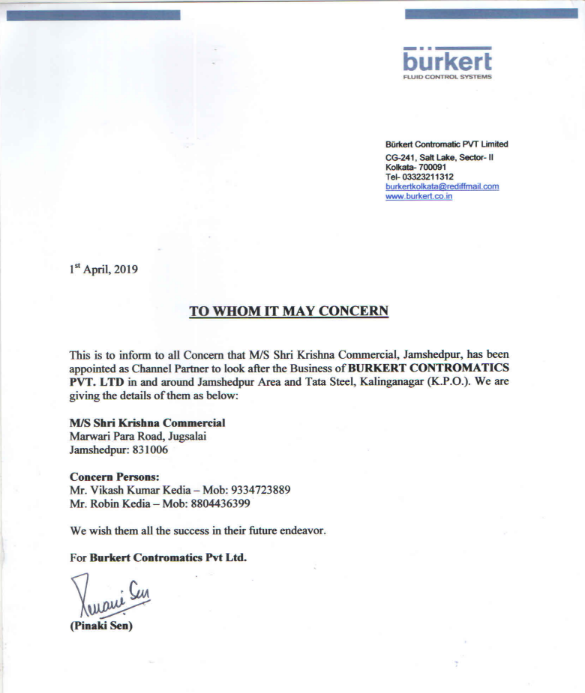 bürkert
FLUID CONTROL SYSTEMS
Bürkert Contromatic PVT Limited
CG-241, Salt Lake, Sector- II
Kolkata- 700091
Tel- 03323211312
burkertkolkata@rediffmail.com
www.burkert.co.in
1st April, 2019
TO WHOM IT MAY CONCERN
This is to inform to all Concern that M/S Shri Krishna Commercial, Jamshedpur, has been
appointed as Channel Partner to look after the Business of BURKERT CONTROMATICS
PVT. LTD in and around Jamshedpur Area and Tata Steel, Kalinganagar (K.P.O.). We are
giving the details of them as below:
M/S Shri Krishna Commercial
Marwari Para Road, Jugsalai
Jamshedpur: 831006
Concern Persons:
Mr. Vikash Kumar Kedia – Mob: 9334723889
Mr. Robin Kedia – Mob: 8804436399
We wish them all the success in their future endeavor.
For Burkert Contromatics Pvt Ltd.
(Pinaki Sen)